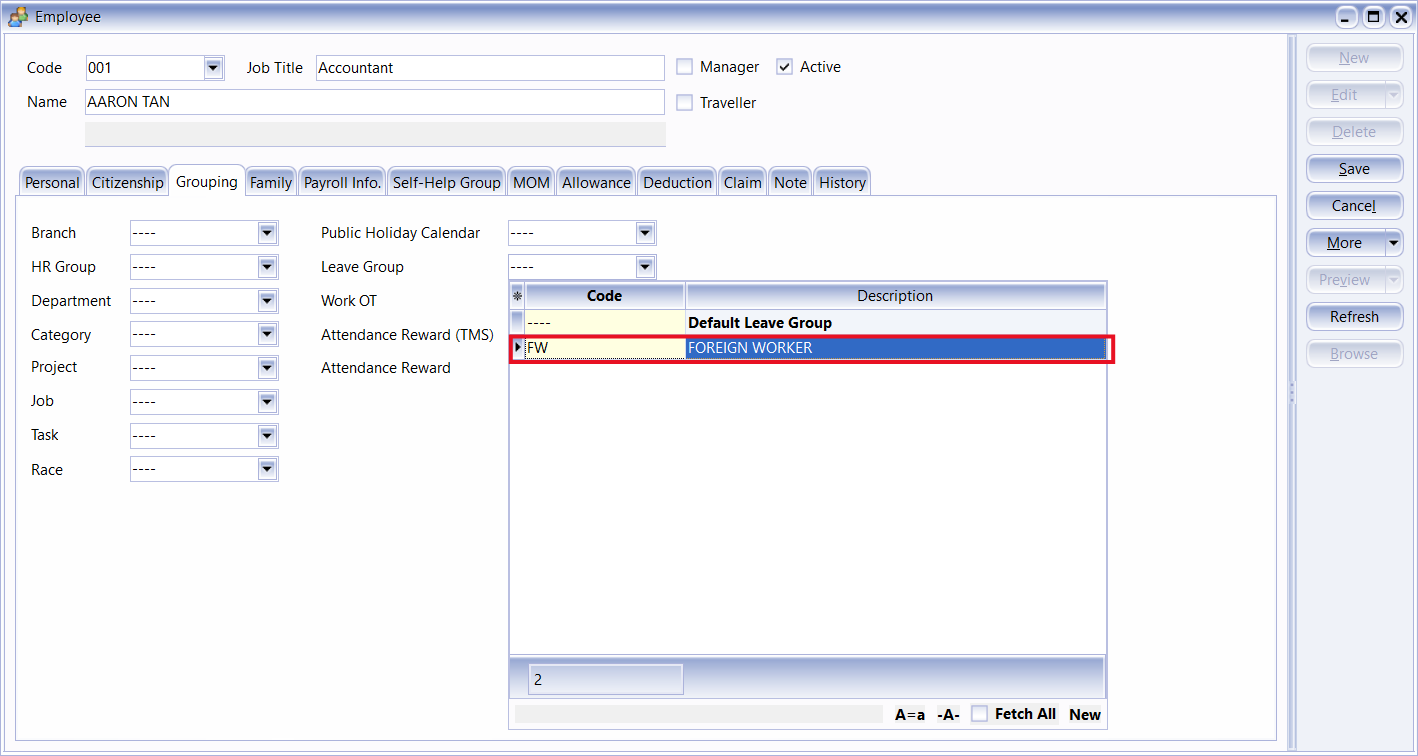 Employee
Code 001 Job Title Accountant Manager Active
Name AARON TAN Traveller
New
Edit
Delete
Save
Cancel
More
Preview
Refresh
Browse
Personal Citizenship Grouping Family Payroll Info. Self-Help Group MOM Allowance Deduction Claim Note History
Branch ---- Public Holiday Calendar ----
HR Group ---- Leave Group ----
Department ---- Work OT
Category ---- Attendance Reward (TMS)
Project ---- Attendance Reward
Job ----
Task ----
Race ----
Code Description
---- Default Leave Group
FW FOREIGN WORKER
2
A=a -A- Fetch All New